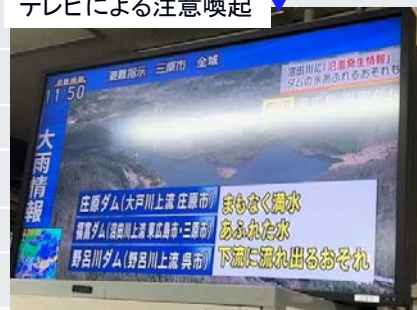 テレビによる注意喚起
11:50
避難指示 三原市 全域
沼田川に「氾濫発生情報」
ダムの水あふれるおそれも
大雨情報
庄原ダム(大戸川上流 庄原市)
まもなく満水
福富ダム(沼田川上流 東広島市・三原市)
あふれた水
野呂川ダム(野呂川上流 呉市)
下流に流れ出るおそれ